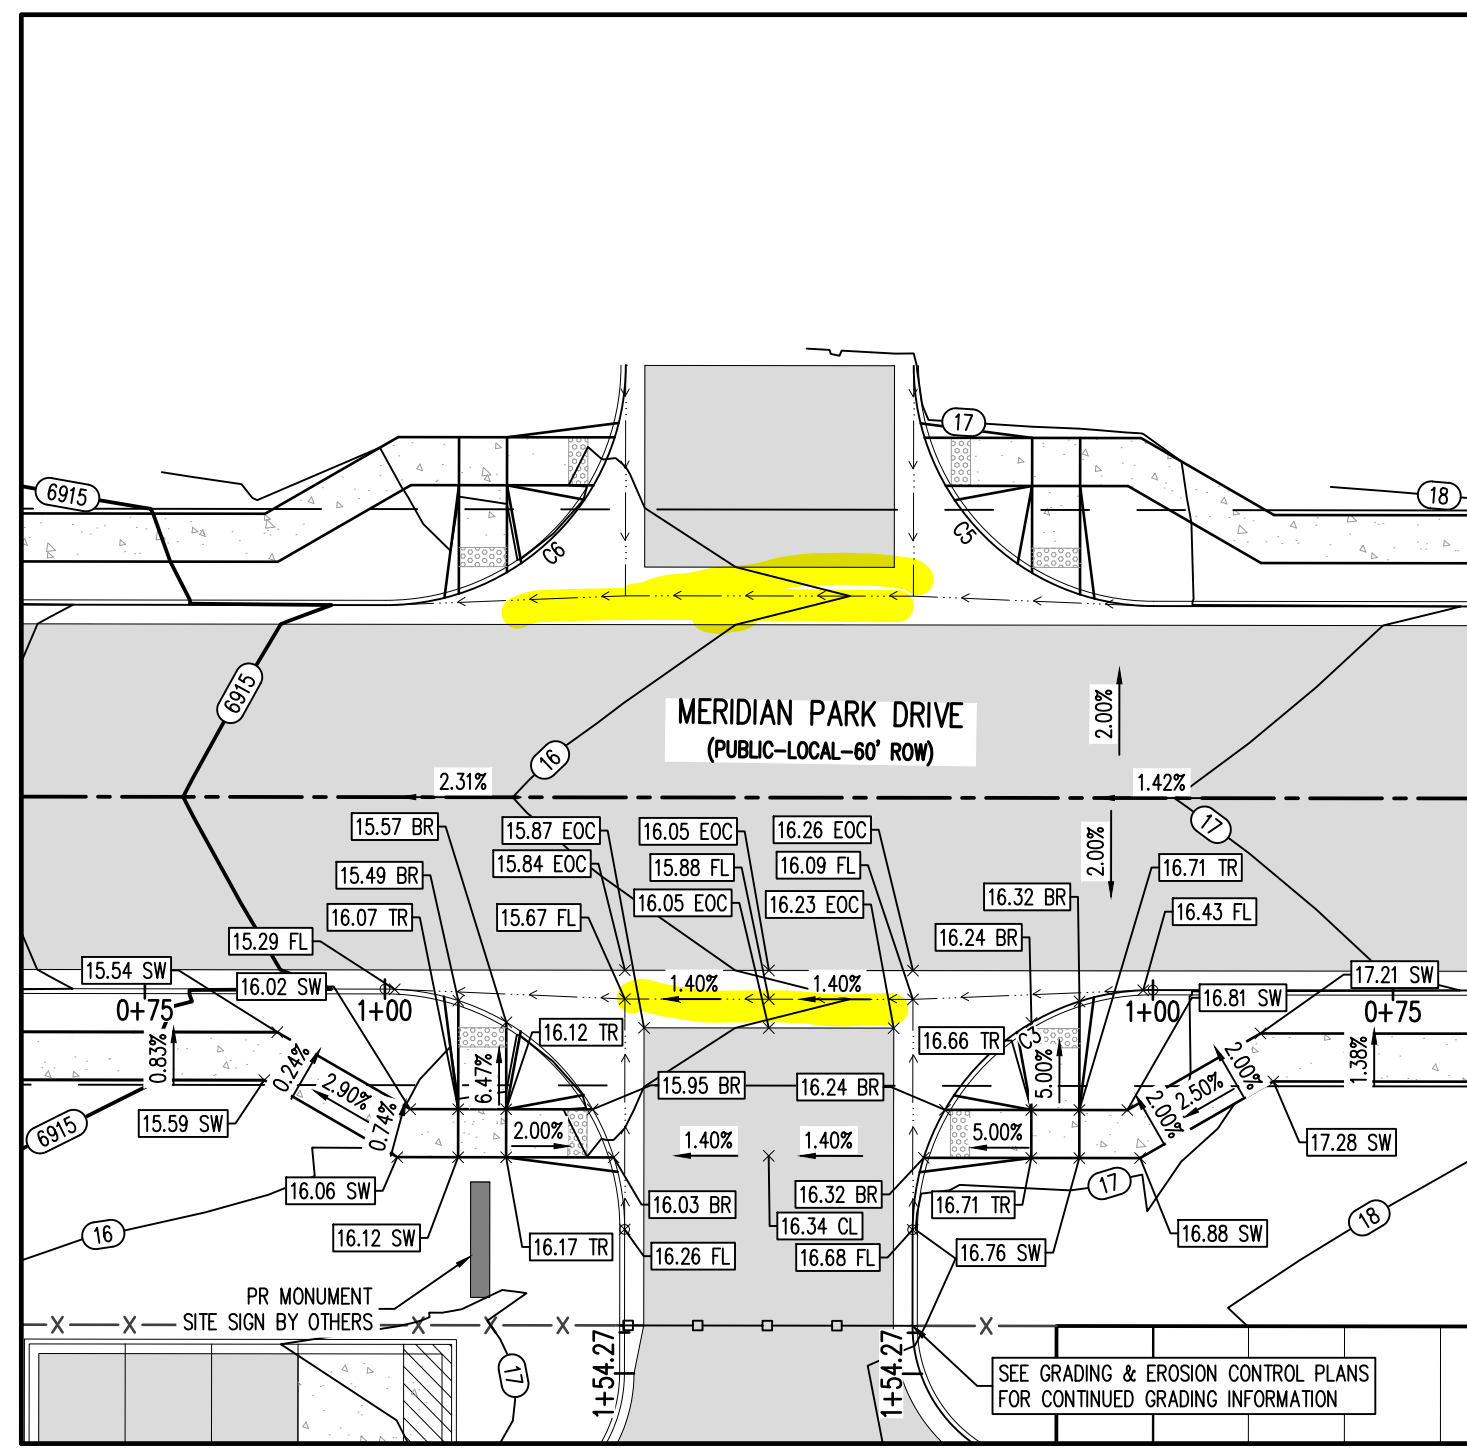 17
6915
18
C6
C5
6915
MERIDIAN PARK DRIVE
(PUBLIC-LOCAL-60' ROW)
2.00%
16
2.31%
1.42%
15.57 BR
15.87 EOC
16.05 EOC
16.26 EOC
17
2.00%
15.84 EOC
15.88 FL
16.09 FL
16.71 TR
15.49 BR
16.32 BR
16.07 TR
15.67 FL
16.05 EOC
16.23 EOC
16.43 FL
15.29 FL
16.24 BR
15.54 SW
16.02 SW
1.40%
1.40%
17.21 SW
16.81 SW
0+75
1+00
1+00
0+75
16.12 TR
16.66 TR
C3
0.83%
0.24%
2.90%
0.74%
6.47%
5.00%
2.00%
2.50%
2.00%
1.38%
15.95 BR
16.24 BR
6915
15.59 SW
2.00%
1.40%
1.40%
5.00%
17.28 SW
16.06 SW
16.03 BR
16.32 BR
17
16.71 TR
16
16.12 SW
16.17 TR
16.34 CL
18
16.26 FL
16.68 FL
16.76 SW
16.88 SW
PR MONUMENT
SITE SIGN BY OTHERS
X X X X X X
17
1+54.27
1+54.27
SEE GRADING & EROSION CONTROL PLANS
FOR CONTINUED GRADING INFORMATION